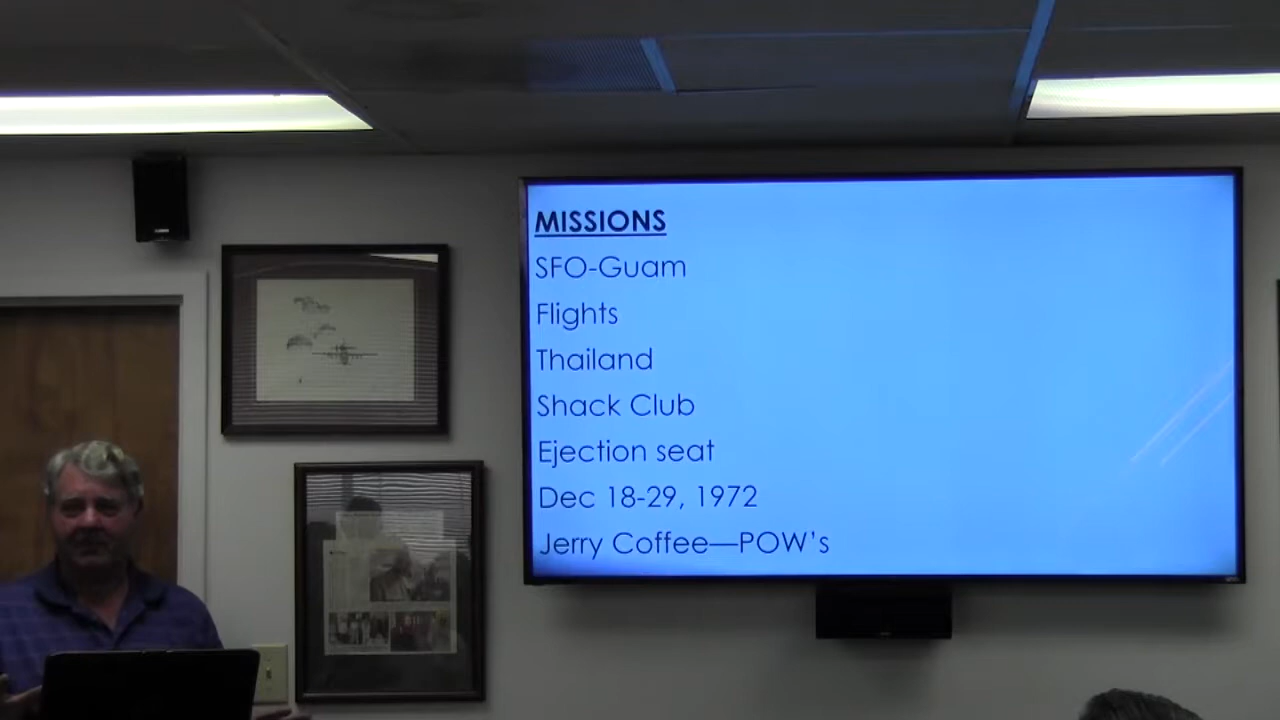 MISSIONS
SFO-Guam
Flights
Thailand
Shack Club
Ejection seat
Dec 18-29, 1972
Jerry Coffee—POW's